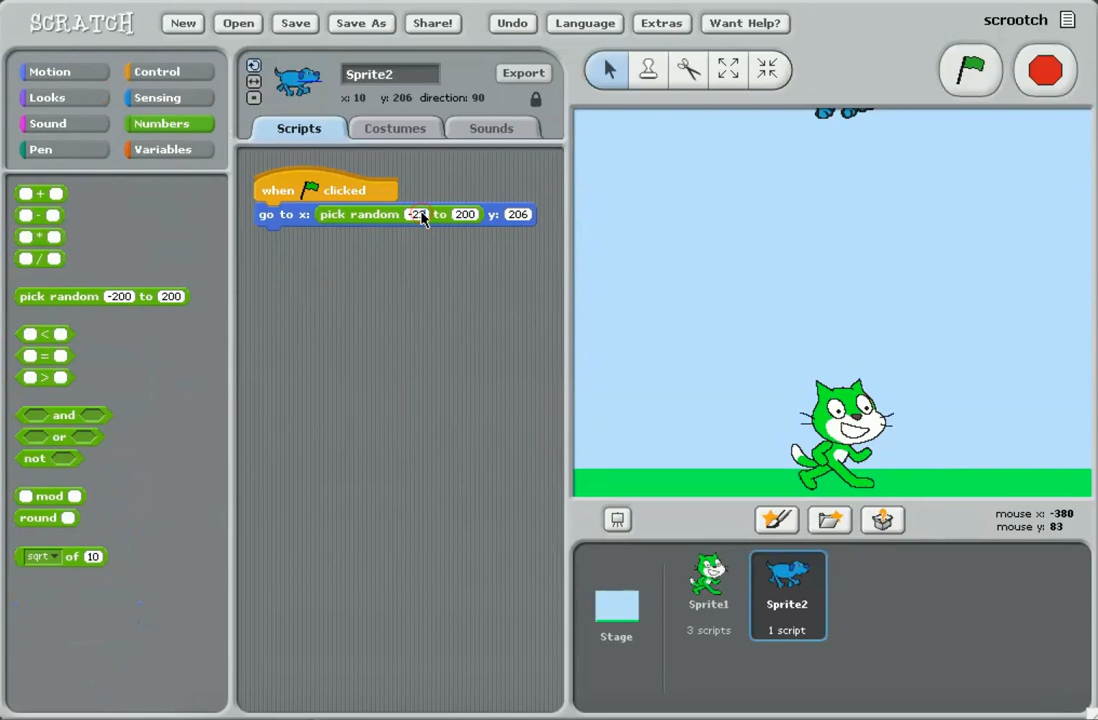 SCRATCH
New Open Save Save As Share! Undo Language Extras Want Help? scrootch
Motion Control
Looks Sensing
Sound Numbers
Pen Variables
Sprite2
Export
x: 10 y: 206 direction: 90
Scripts Costumes Sounds
+
-
*
/
pick random -200 to 200
<
=
>
and
or
not
mod
round
sqrt of 10
when clicked
go to x: pick random to 200 y: 206
mouse x: -380
mouse y: 83
Sprite1
3 scripts
Sprite2
1 script
Stage